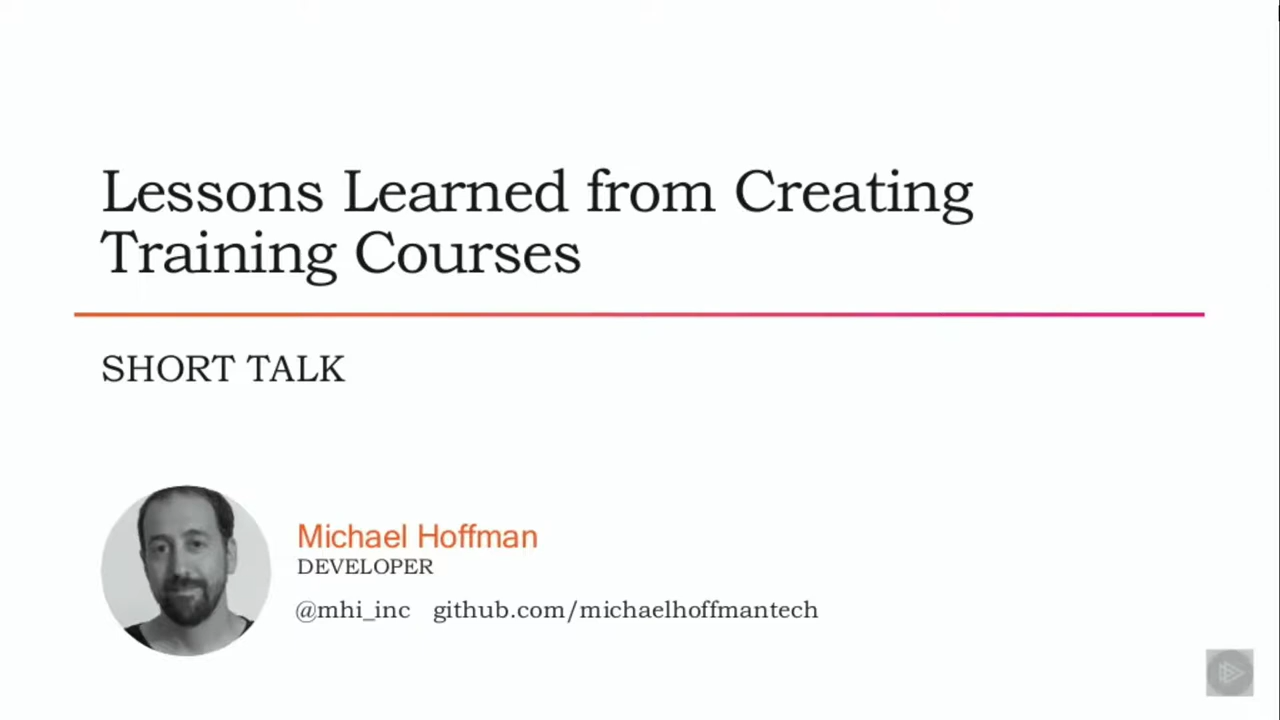 Lessons Learned from Creating
Training Courses
SHORT TALK
Michael Hoffman
DEVELOPER
@mhi_inc github.com/michaelhoffmantech